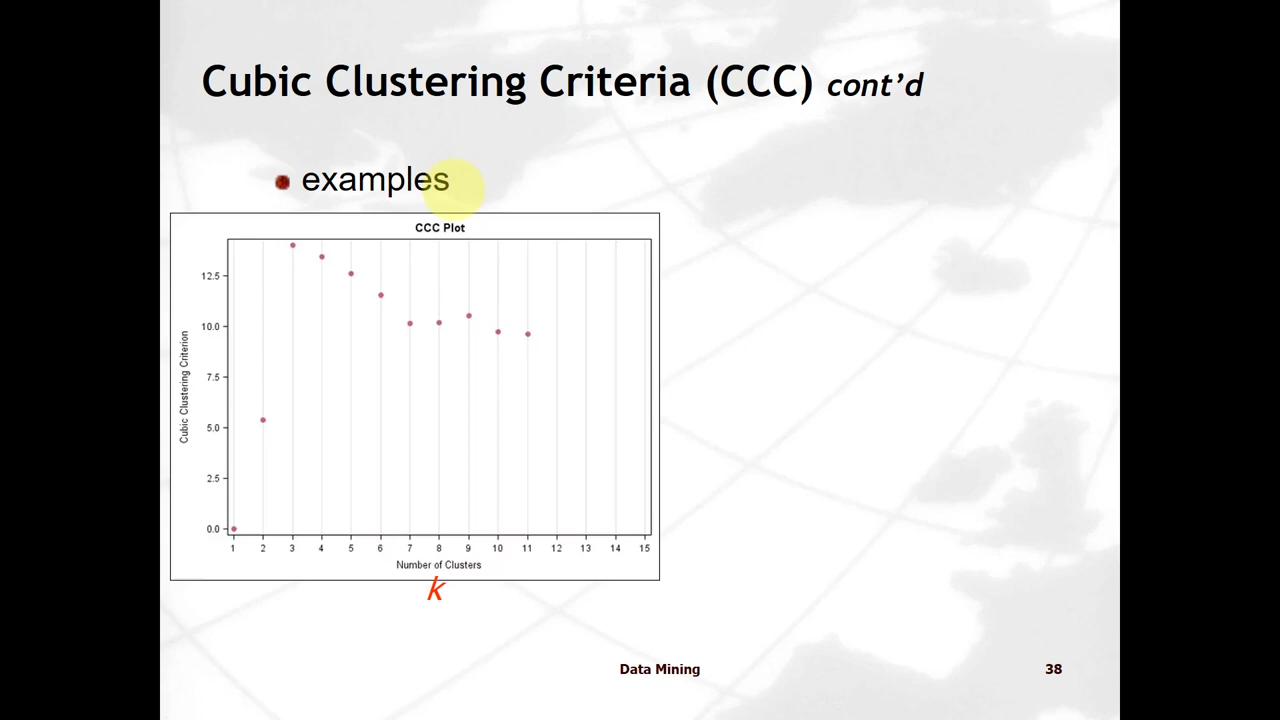 Cubic Clustering Criteria (CCC) cont’d
examples
CCC Plot
Cubic Clustering Criterion
12.5
10.0
7.5
5.0
2.5
0.0
1 2 3 4 5 6 7 8 9 10 11 12 13 14 15
Number of Clusters
k
Data Mining
38